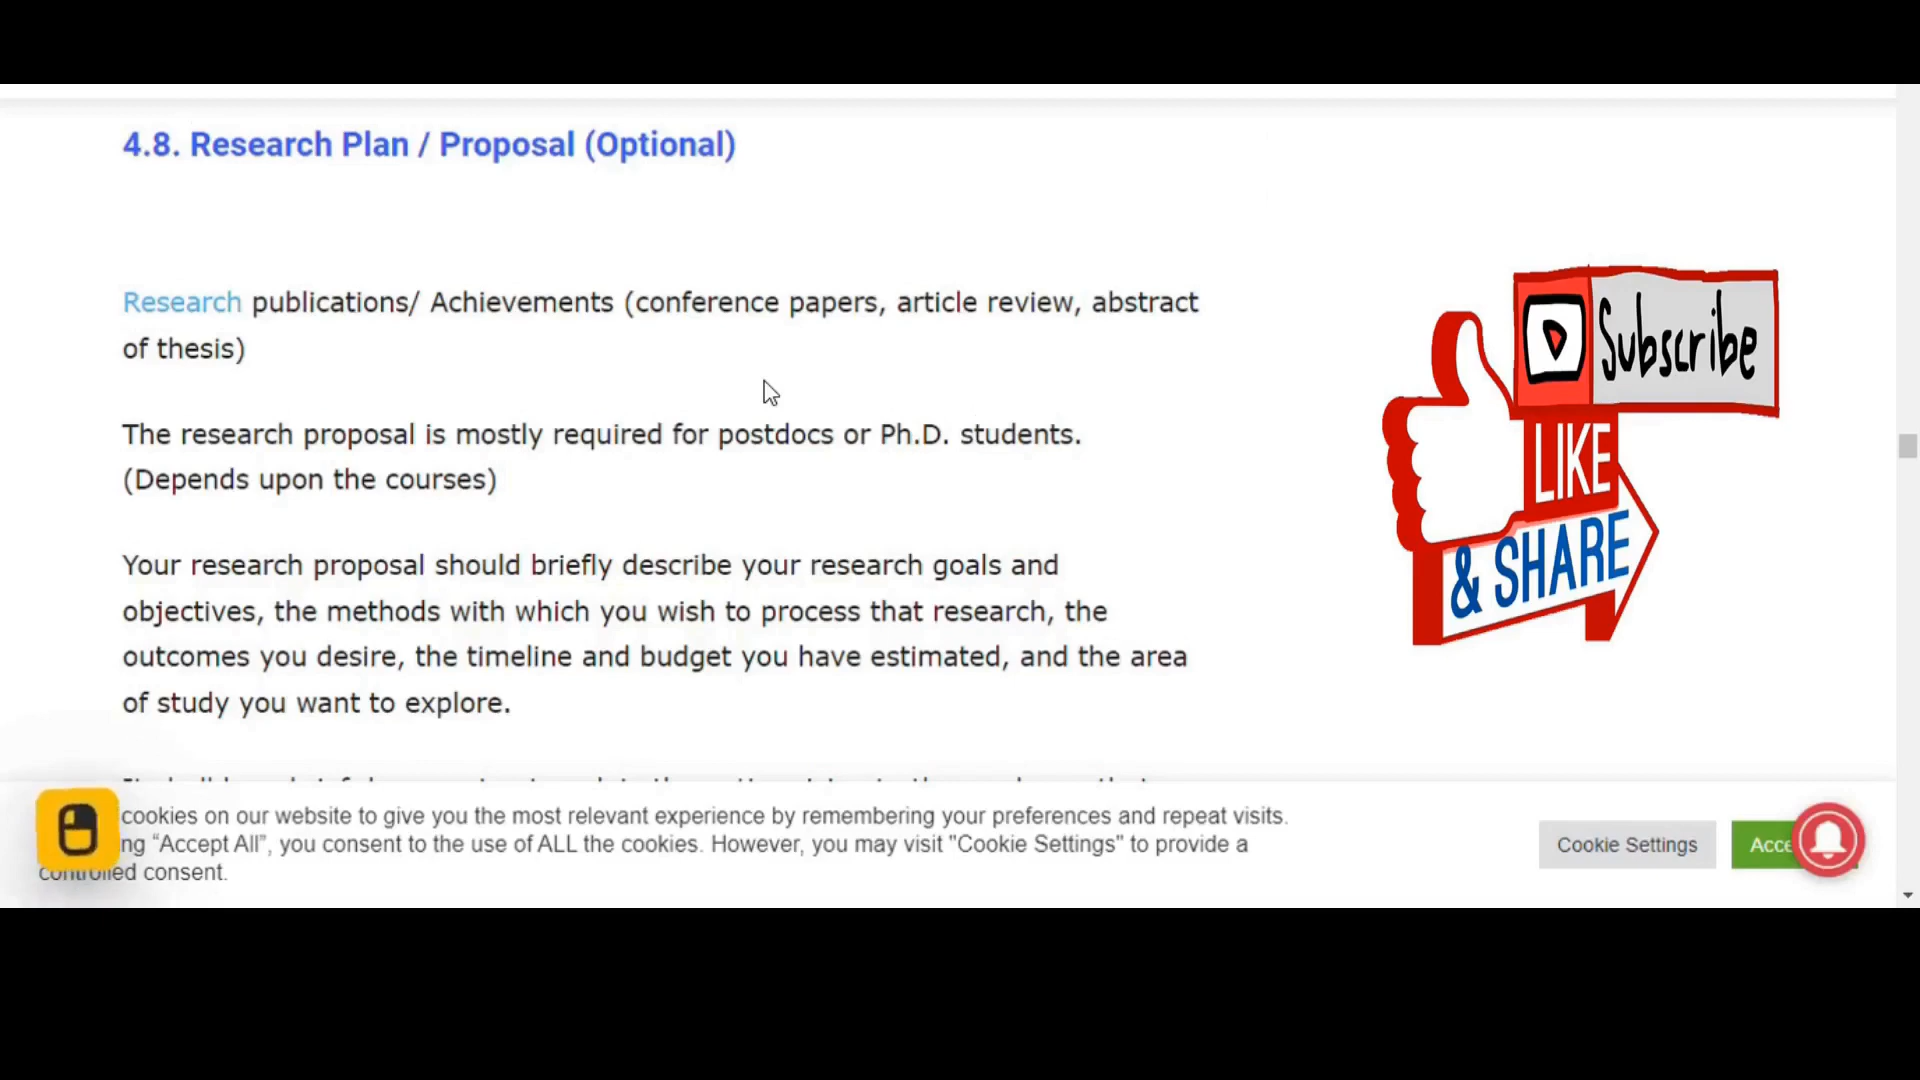 4.8. Research Plan / Proposal (Optional)
Research publications/ Achievements (conference papers, article review, abstract
of thesis)
The research proposal is mostly required for postdocs or Ph.D. students.
(Depends upon the courses)
Your research proposal should briefly describe your research goals and
objectives, the methods with which you wish to process that research, the
outcomes you desire, the timeline and budget you have estimated, and the area
of study you want to explore.
Subscribe
LIKE
& SHARE
cookies on our website to give you the most relevant experience by remembering your preferences and repeat visits.
ng “Accept All”, you consent to the use of ALL the cookies. However, you may visit "Cookie Settings" to provide a
controlled consent.
Cookie Settings
Acce